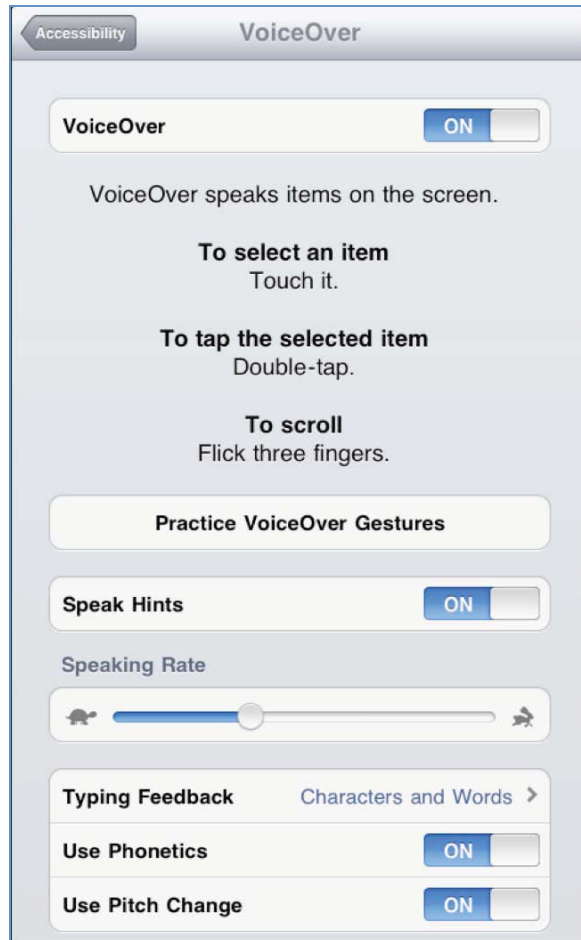 Accessibility
VoiceOver
VoiceOver ON
VoiceOver speaks items on the screen.
To select an item
Touch it.
To tap the selected item
Double-tap.
To scroll
Flick three fingers.
Practice VoiceOver Gestures
Speak Hints ON
Speaking Rate
Typing Feedback Characters and Words >
Use Phonetics ON
Use Pitch Change ON